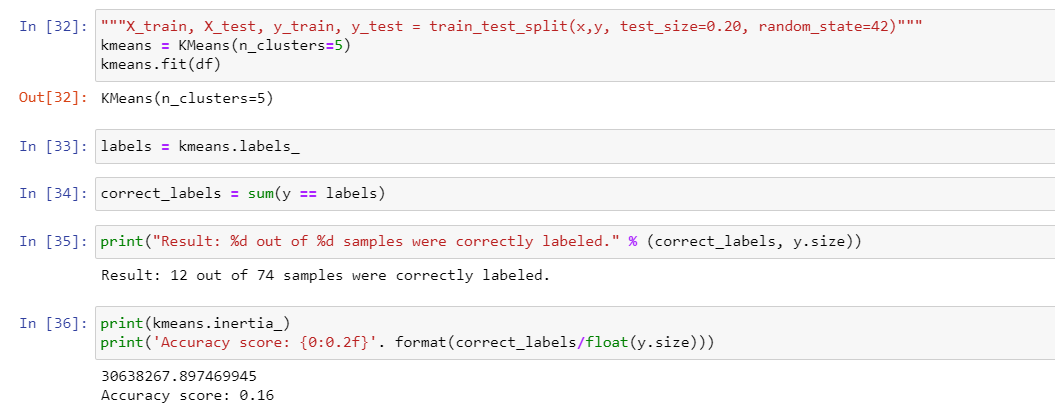 In [32]: """X_train, X_test, y_train, y_test = train_test_split(x,y, test_size=0.20, random_state=42)"""
kmeans = KMeans(n_clusters=5)
kmeans.fit(df)
Out[32]: KMeans(n_clusters=5)
In [33]: labels = kmeans.labels_
In [34]: correct_labels = sum(y == labels)
In [35]: print("Result: %d out of %d samples were correctly labeled." % (correct_labels, y.size))
Result: 12 out of 74 samples were correctly labeled.
In [36]: print(kmeans.inertia_)
print('Accuracy score: {0:0.2f}'. format(correct_labels/float(y.size)))
30638267.897469945
Accuracy score: 0.16